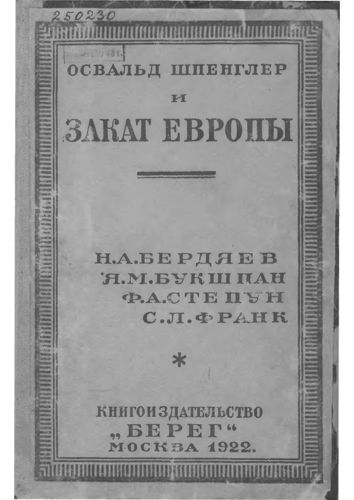 250230
ОСВАЛЬД ШПЕНГЛЕР
И
ЗАКАТ ЕВРОПЫ
Н.А.БЕРДЯЕВ
Я.М.БУКШПАН
Ф.А.СТЕПУН
С.Л.ФРАНК
*
КНИГОИЗДАТЕЛЬСТВО
„БЕРЕГ"
МОСКВА 1922.